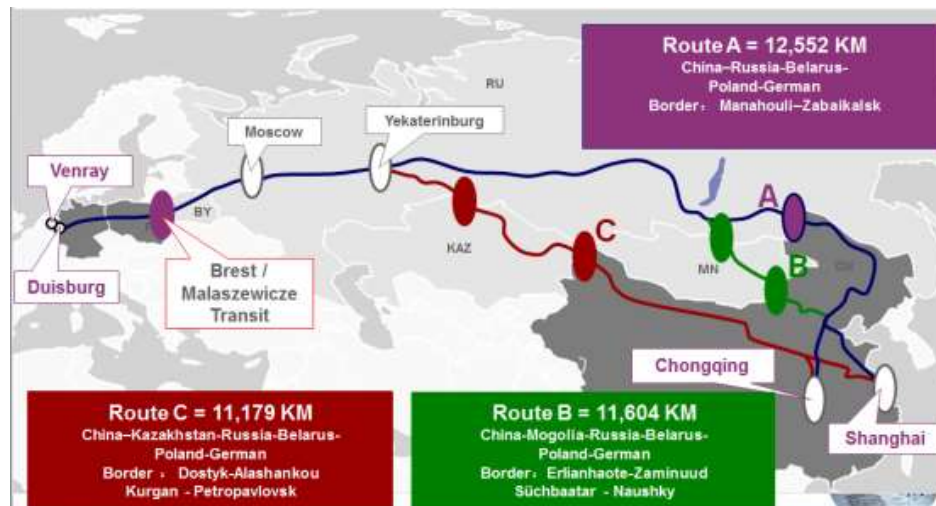 Route A = 12,552 KM
China–Russia-Belarus-
Poland-German
Border： Manahouli–Zabaikalsk
RU
Moscow
Yekaterinburg
Venray
A
BY
C
KAZ
MN
B
Duisburg
Brest /
Malaszewicze
Transit
Chongqing
Shanghai
Route C = 11,179 KM
China–Kazakhstan-Russia-Belarus-
Poland-German
Border： Dostyk-Alashankou
Kurgan - Petropavlovsk
Route B = 11,604 KM
China-Mogolia-Russia-Belarus-
Poland-German
Border：Erlianhaote-Zaminuud
Süchbaatar - Naushky